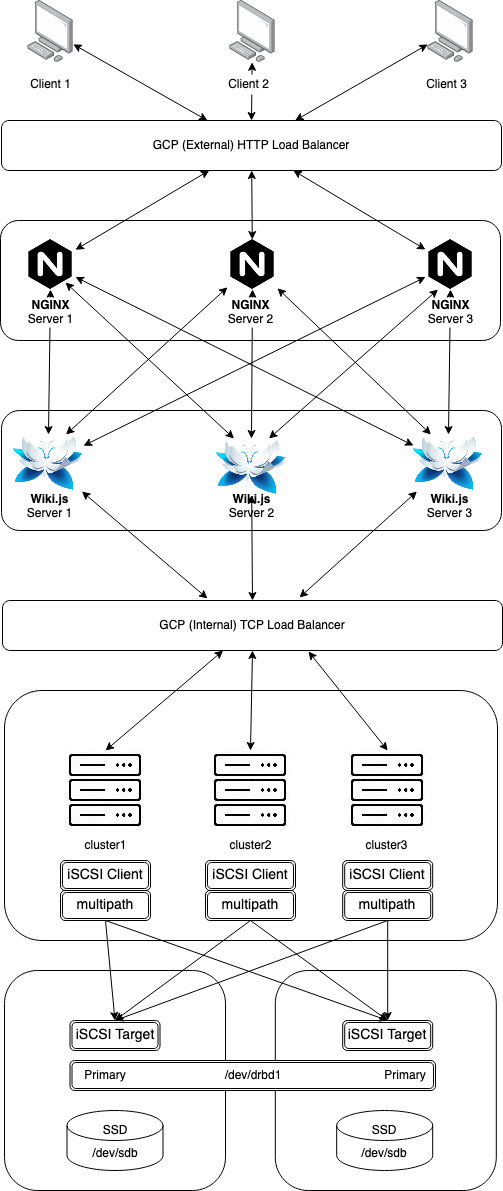 Client 1
Client 2
Client 3
GCP (External) HTTP Load Balancer
N
N
N
NGINX
Server 1
NGINX
Server 2
NGINX
Server 3
Wiki.js
Server 1
Wiki.js
Server 2
Wiki.js
Server 3
GCP (Internal) TCP Load Balancer
cluster1
cluster2
cluster3
iSCSI Client
iSCSI Client
iSCSI Client
multipath
multipath
multipath
iSCSI Target
iSCSI Target
Primary
/dev/drbd1
Primary
SSD
/dev/sdb
SSD
/dev/sdb